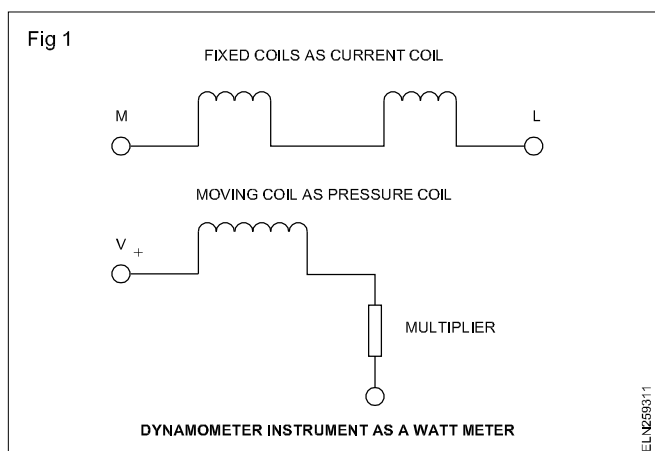 Fig 1
FIXED COILS AS CURRENT COIL
M
L
MOVING COIL AS PRESSURE COIL
V +
MULTIPLIER
DYNAMOMETER INSTRUMENT AS A WATT METER
ELN259311